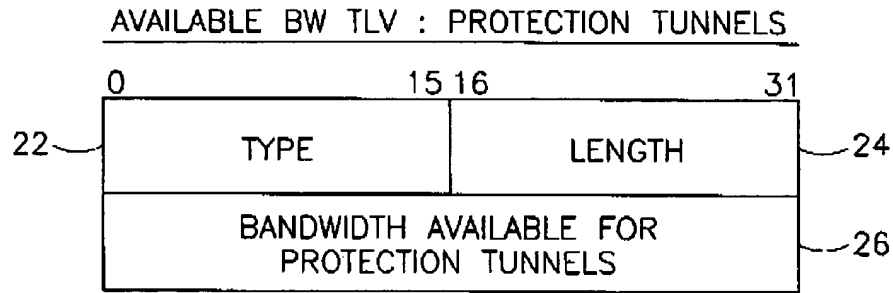 AVAILABLE BW TLV : PROTECTION TUNNELS
0 15 16 31
22 TYPE LENGTH 24
BANDWIDTH AVAILABLE FOR
PROTECTION TUNNELS 26